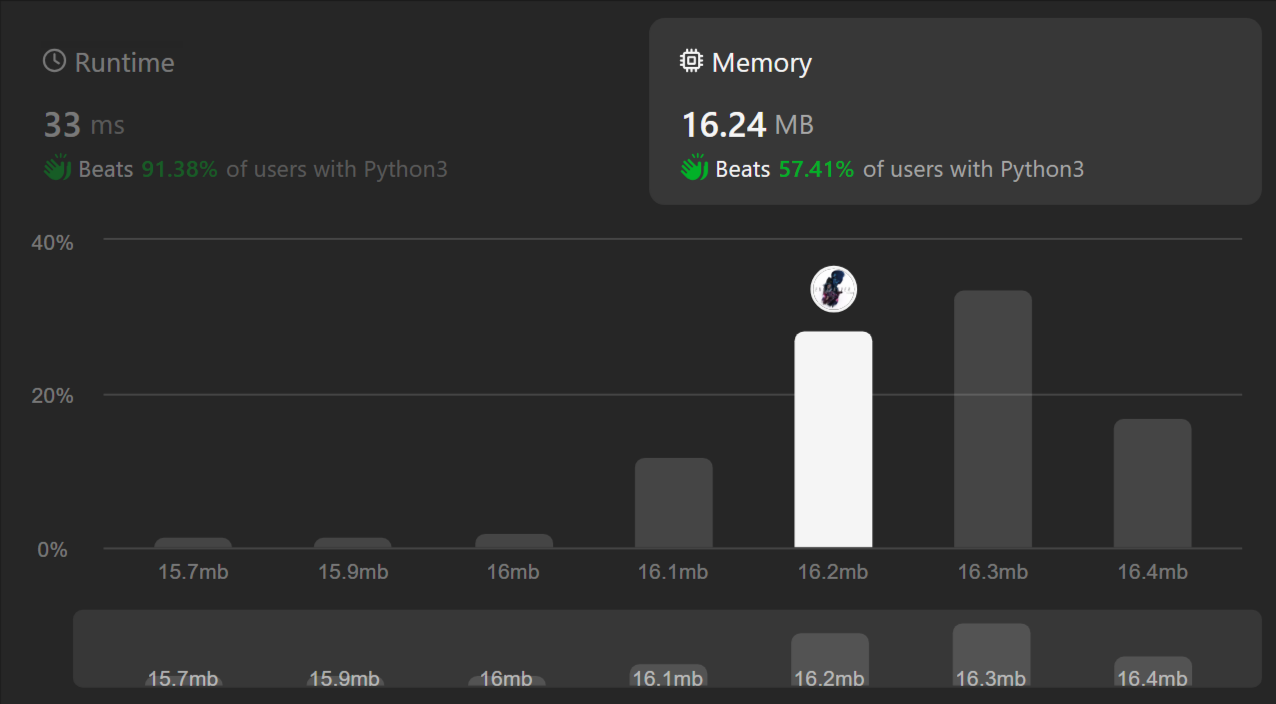 Runtime
33 ms
Beats 91.38% of users with Python3
Memory
16.24 MB
Beats 57.41% of users with Python3
40%
20%
0%
15.7mb 15.9mb 16mb 16.1mb 16.2mb 16.3mb 16.4mb
15.7mb 15.9mb 16mb 16.1mb 16.2mb 16.3mb 16.4mb